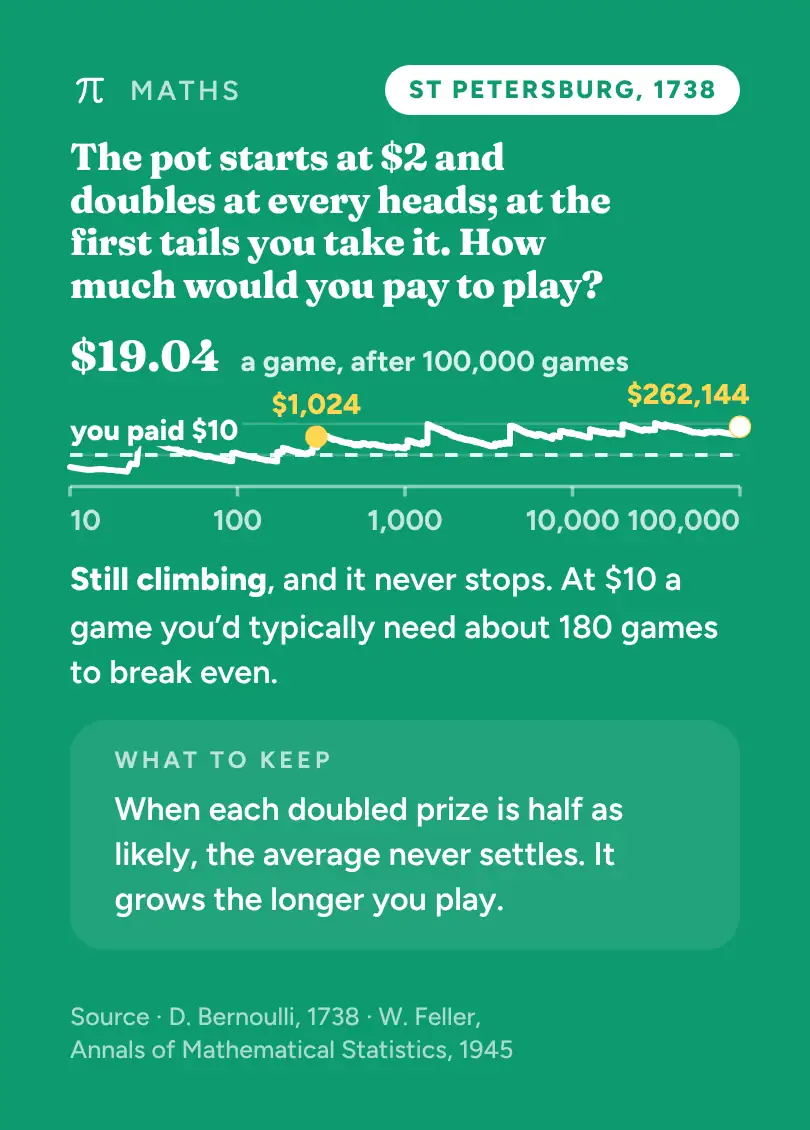 π MATHS
ST PETERSBURG, 1738
The pot starts at $2 and
doubles at every heads; at the
first tails you take it. How
much would you pay to play?
$19.04 a game, after 100,000 games
$1,024
$262,144
you paid $10
10 100 1,000 10,000 100,000
Still climbing, and it never stops. At $10 a
game you’d typically need about 180 games
to break even.
WHAT TO KEEP
When each doubled prize is half as
likely, the average never settles. It
grows the longer you play.
Source · D. Bernoulli, 1738 · W. Feller,
Annals of Mathematical Statistics, 1945